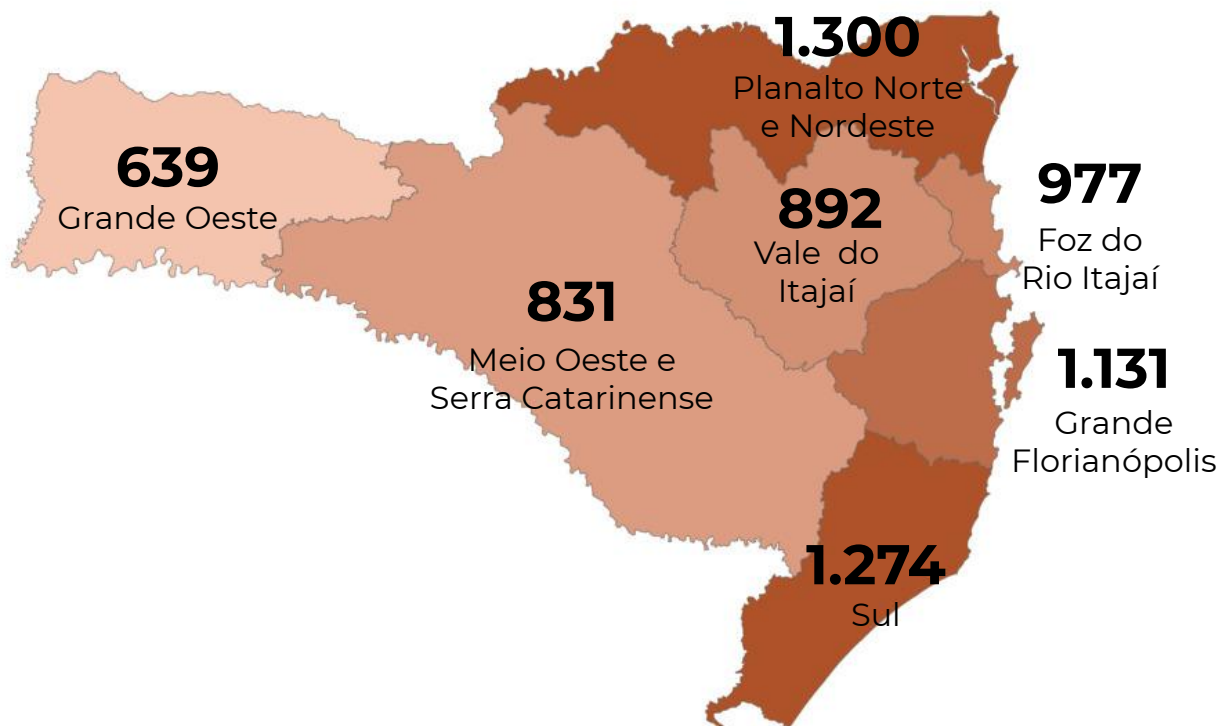 1.300
Planalto Norte
e Nordeste
639
Grande Oeste
892
Vale do
Itajaí
977
Foz do
Rio Itajaí
831
Meio Oeste e
Serra Catarinense
1.131
Grande
Florianópolis
1.274
Sul